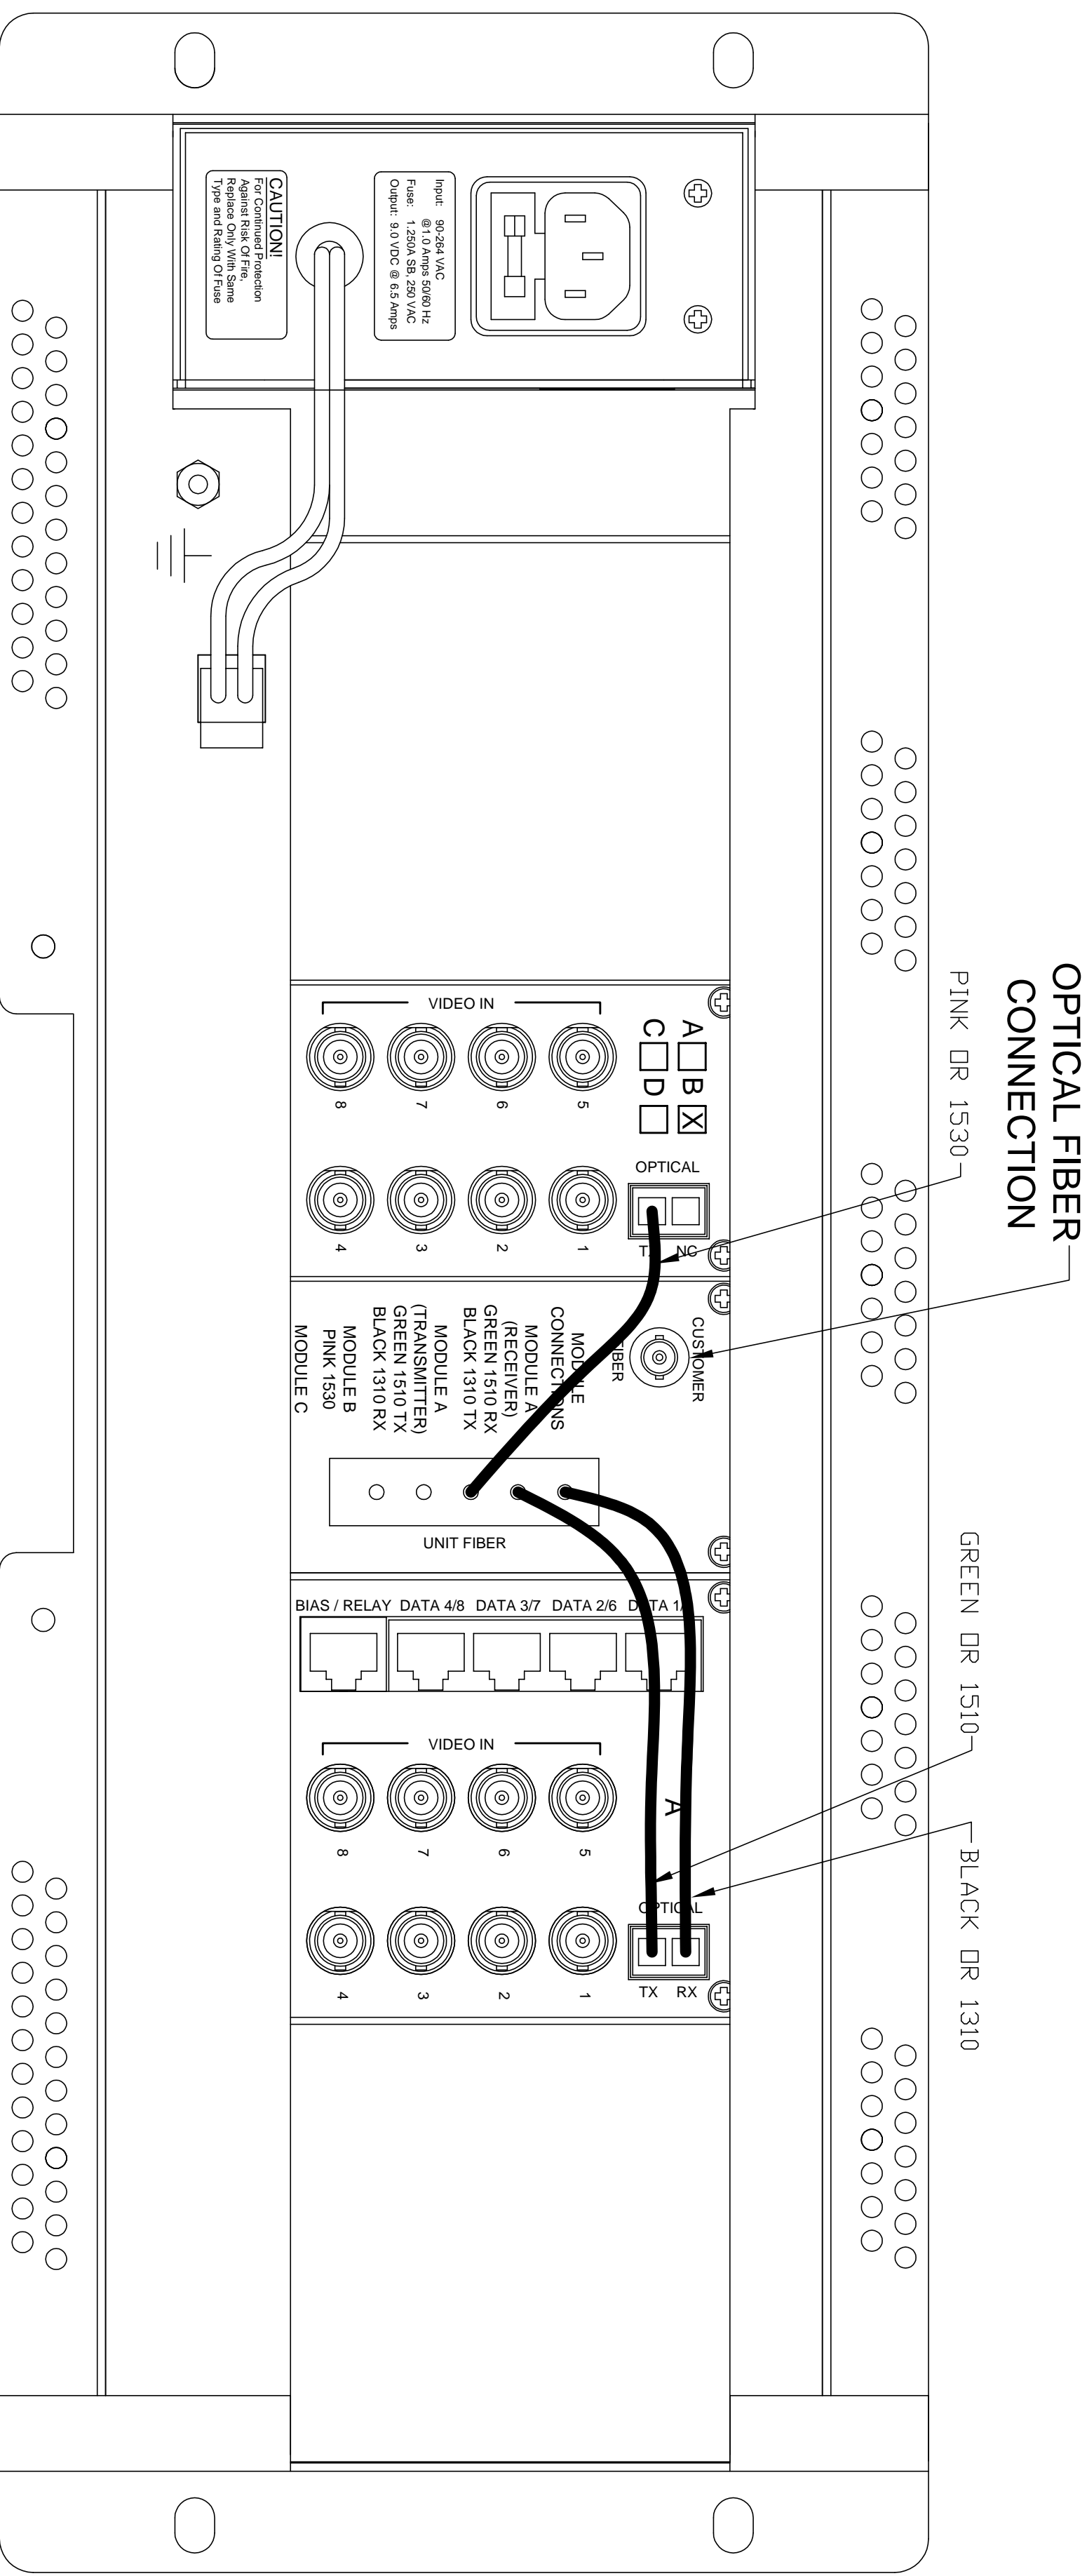 OPTICAL FIBER
CONNECTION
PINK OR 1530
GREEN OR 1510
BLACK OR 1310
Input: 90-264 VAC
@1.0 Amps 50/60 Hz
Fuse: 1.250A SB, 250 VAC
Output: 9.0 VDC @ 6.5 Amps
CAUTION!
For Continued Protection
Against Risk Of Fire,
Replace Only With Same
Type and Rating Of Fuse
A B X
C D
OPTICAL
TX NC
VIDEO IN
5
6
7
8
1
2
3
4
CUSTOMER
FIBER
MODULE
CONNECTIONS
MODULE A
(RECEIVER)
GREEN 1510 RX
BLACK 1310 TX
MODULE A
(TRANSMITTER)
GREEN 1510 TX
BLACK 1310 RX
MODULE B
PINK 1530
MODULE C
UNIT FIBER
BIAS / RELAY DATA 4/8 DATA 3/7 DATA 2/6 DATA
VIDEO IN
A
5
6
7
8
OPTICAL
TX RX
1
2
3
4